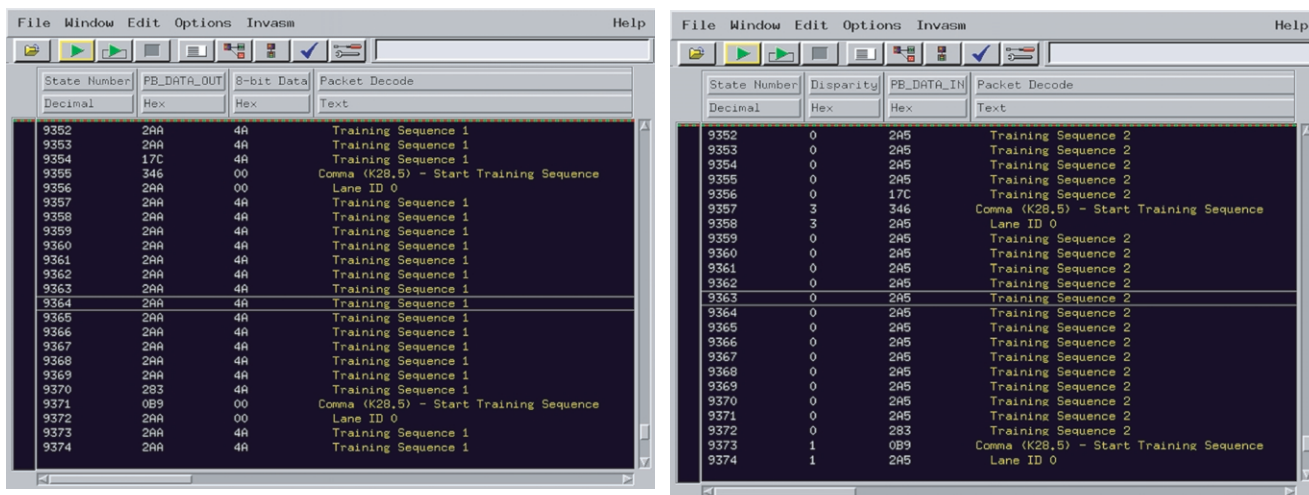 File Window Edit Options Invasm Help
State Number PB_DATA_OUT 8-bit Data Packet Decode
Decimal Hex Hex Text
9352 2AA 4A Training Sequence 1
9353 2AA 4A Training Sequence 1
9354 17C 4A Training Sequence 1
9355 346 00 Comma (K28.5) - Start Training Sequence
9356 2AA 00 Lane ID 0
9357 2AA 4A Training Sequence 1
9358 2AA 4A Training Sequence 1
9359 2AA 4A Training Sequence 1
9360 2AA 4A Training Sequence 1
9361 2AA 4A Training Sequence 1
9362 2AA 4A Training Sequence 1
9363 2AA 4A Training Sequence 1
9364 2AA 4A Training Sequence 1
9365 2AA 4A Training Sequence 1
9366 2AA 4A Training Sequence 1
9367 2AA 4A Training Sequence 1
9368 2AA 4A Training Sequence 1
9369 2AA 4A Training Sequence 1
9370 283 4A Training Sequence 1
9371 0B9 00 Comma (K28.5) - Start Training Sequence
9372 2AA 00 Lane ID 0
9373 2AA 4A Training Sequence 1
9374 2AA 4A Training Sequence 1
File Window Edit Options Invasm Help
State Number Disparity PB_DATA_IN Packet Decode
Decimal Hex Hex Text
9352 0 2A5 Training Sequence 2
9353 0 2A5 Training Sequence 2
9354 0 2A5 Training Sequence 2
9355 0 2A5 Training Sequence 2
9356 0 17C Training Sequence 2
9357 3 346 Comma (K28.5) - Start Training Sequence
9358 3 2A5 Lane ID 0
9359 0 2A5 Training Sequence 2
9360 0 2A5 Training Sequence 2
9361 0 2A5 Training Sequence 2
9362 0 2A5 Training Sequence 2
9363 0 2A5 Training Sequence 2
9364 0 2A5 Training Sequence 2
9365 0 2A5 Training Sequence 2
9366 0 2A5 Training Sequence 2
9367 0 2A5 Training Sequence 2
9368 0 2A5 Training Sequence 2
9369 0 2A5 Training Sequence 2
9370 0 2A5 Training Sequence 2
9371 0 2A5 Training Sequence 2
9372 0 283 Training Sequence 2
9373 1 0B9 Comma (K28.5) - Start Training Sequence
9374 1 2A5 Lane ID 0